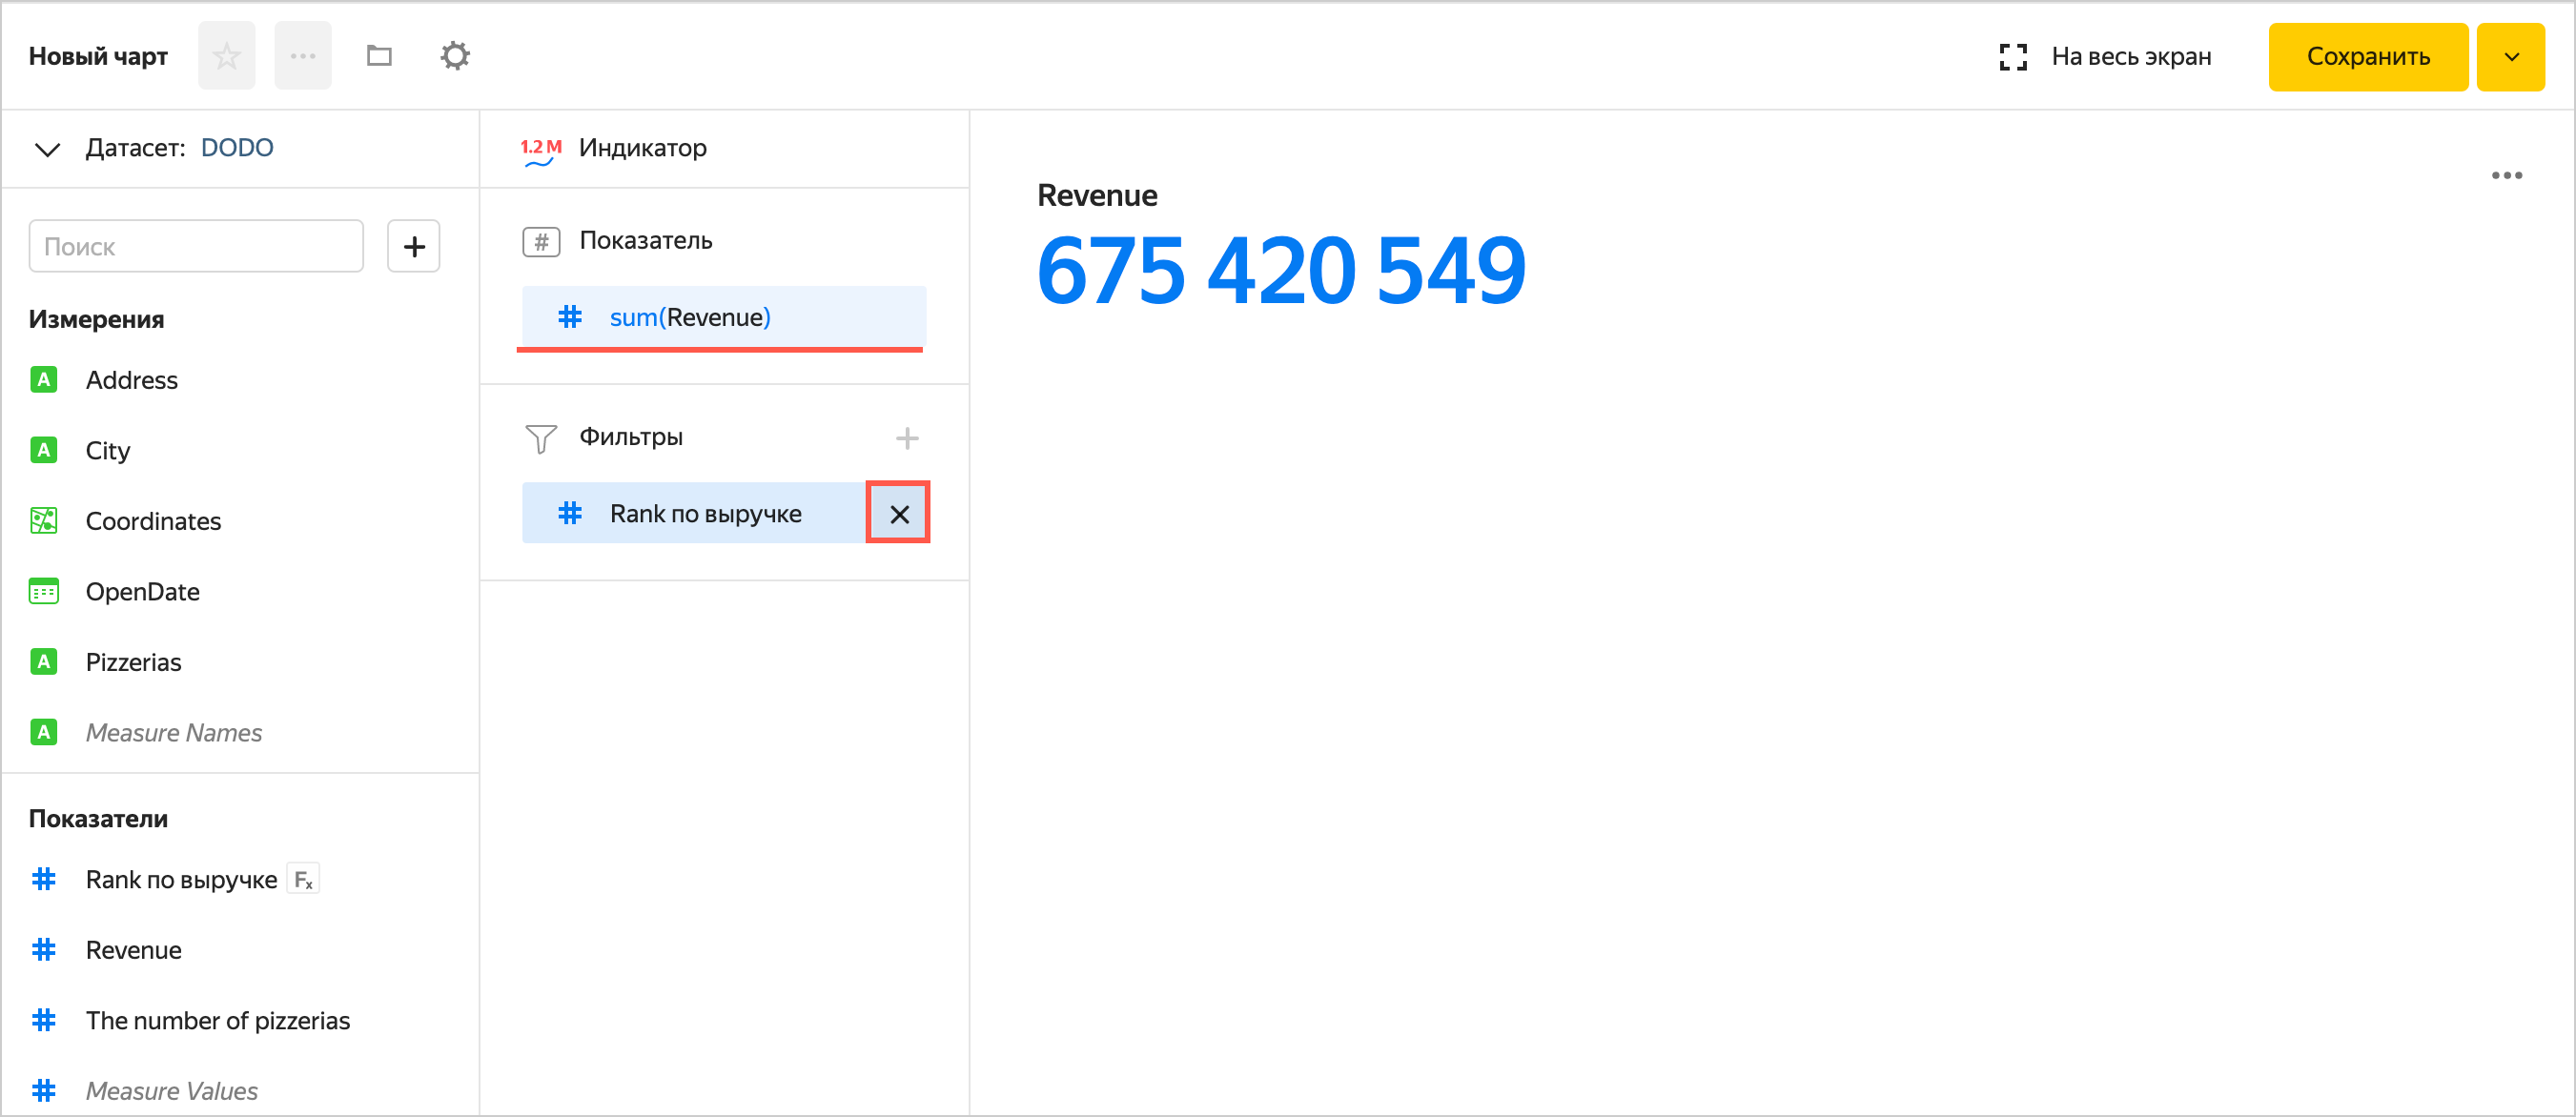 Новый чарт
На весь экран
Сохранить
Датасет: DODO
Поиск
Измерения
A Address
A City
Coordinates
OpenDate
A Pizzerias
A Measure Names
Показатели
# Rank по выручке Fx
# Revenue
# The number of pizzerias
# Measure Values
1.2 M Индикатор
# Показатель
# sum(Revenue)
Фильтры
# Rank по выручке
Revenue
675 420 549